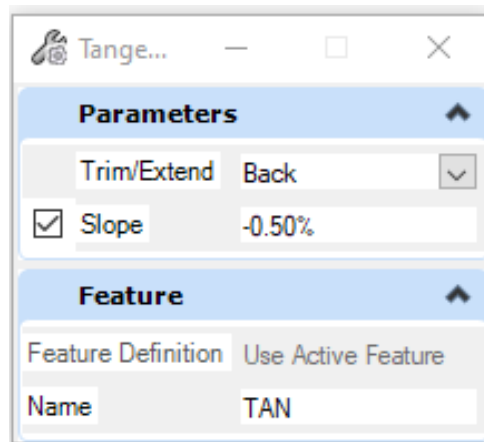 Tange...
Parameters
Trim/Extend Back
Slope -0.50%
Feature
Feature Definition Use Active Feature
Name TAN